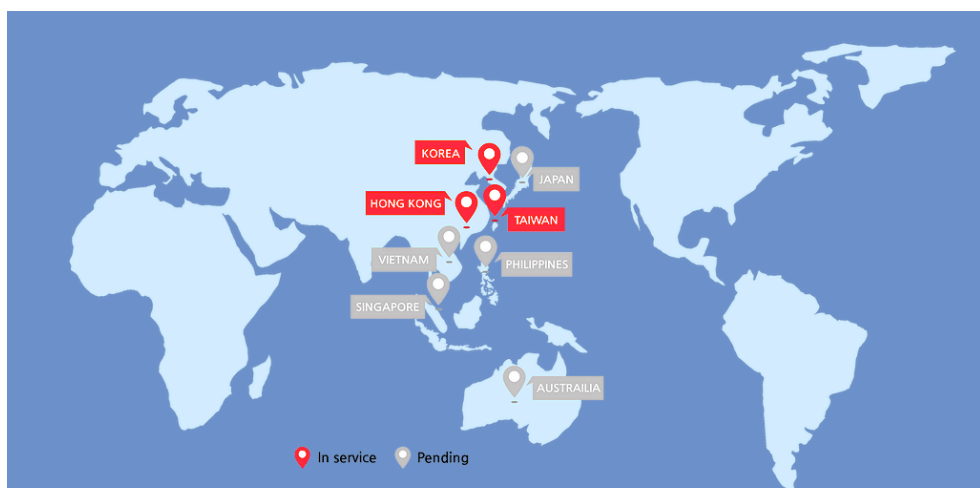 KOREA
JAPAN
HONG KONG
TAIWAN
VIETNAM
PHILIPPINES
SINGAPORE
AUSTRAILIA
In service
Pending